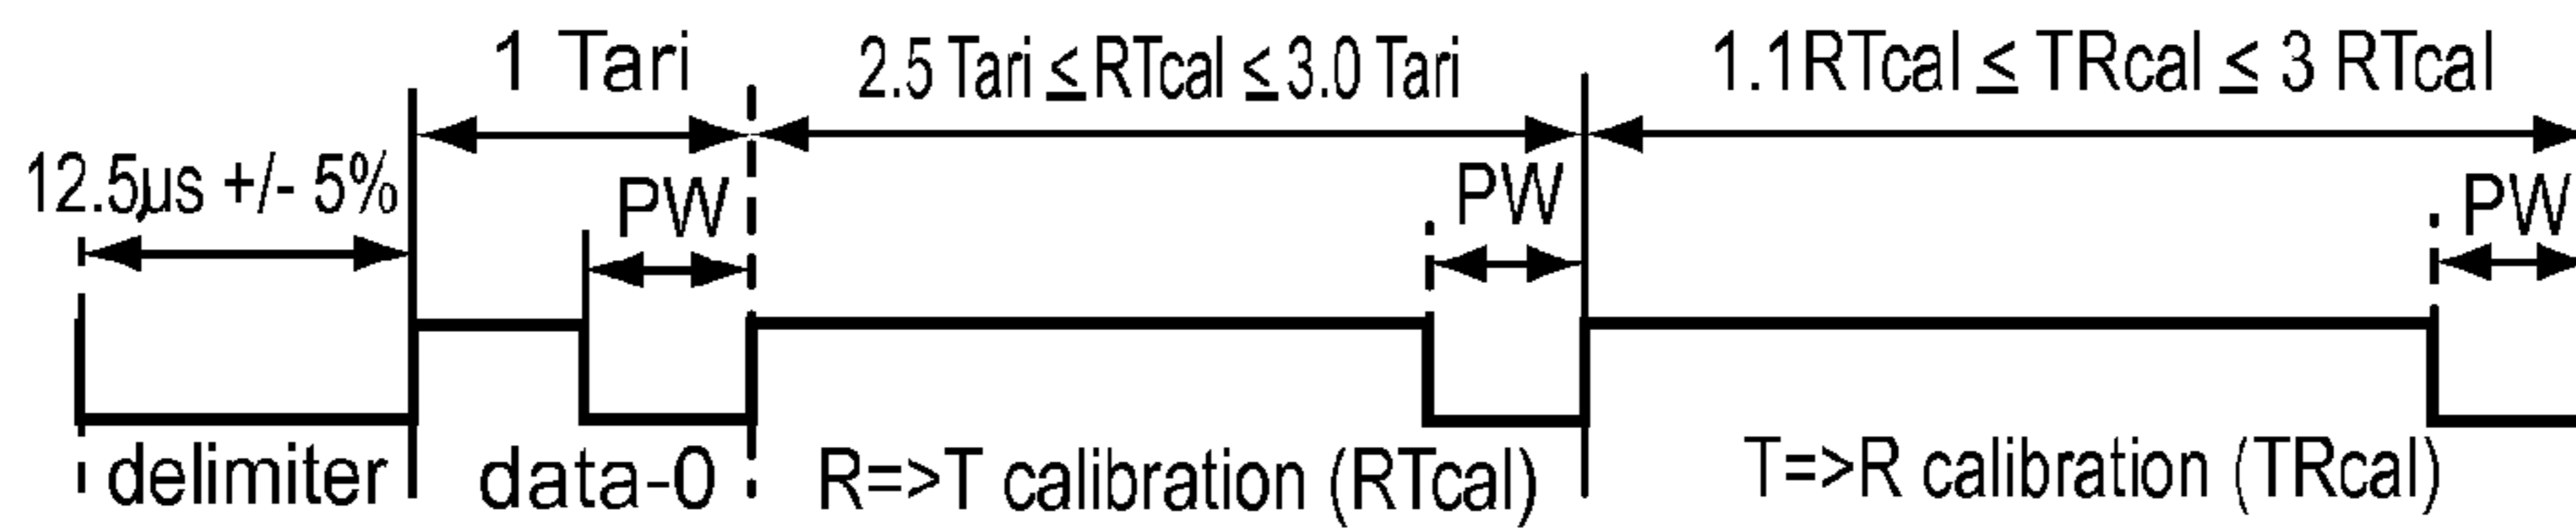 1 Tari
2.5 Tari ≤ RTcal ≤ 3.0 Tari
1.1RTcal ≤ TRcal ≤ 3 RTcal
12.5µs +/- 5%
PW
PW
PW
delimiter
data-0
R=>T calibration (RTcal)
T=>R calibration (TRcal)